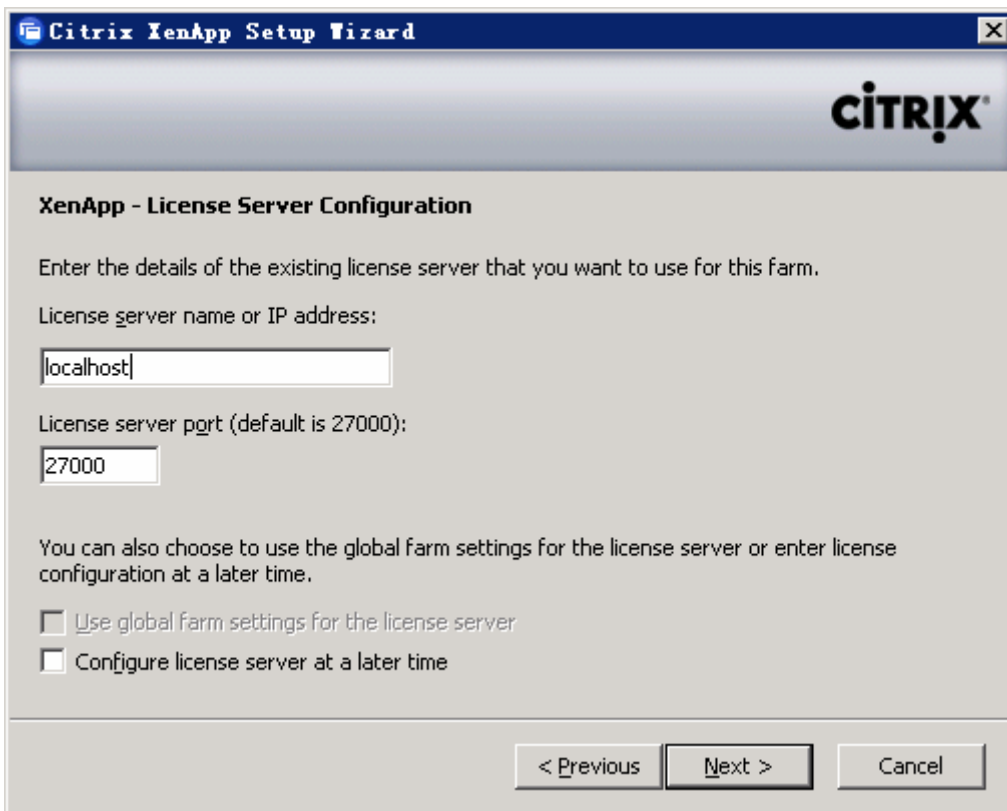 Citrix XenApp Setup Wizard
CİTRIX
XenApp - License Server Configuration
Enter the details of the existing license server that you want to use for this farm.
License server name or IP address:
localhost
License server port (default is 27000):
27000
You can also choose to use the global farm settings for the license server or enter license
configuration at a later time.
Use global farm settings for the license server
Configure license server at a later time
< Previous
Next >
Cancel